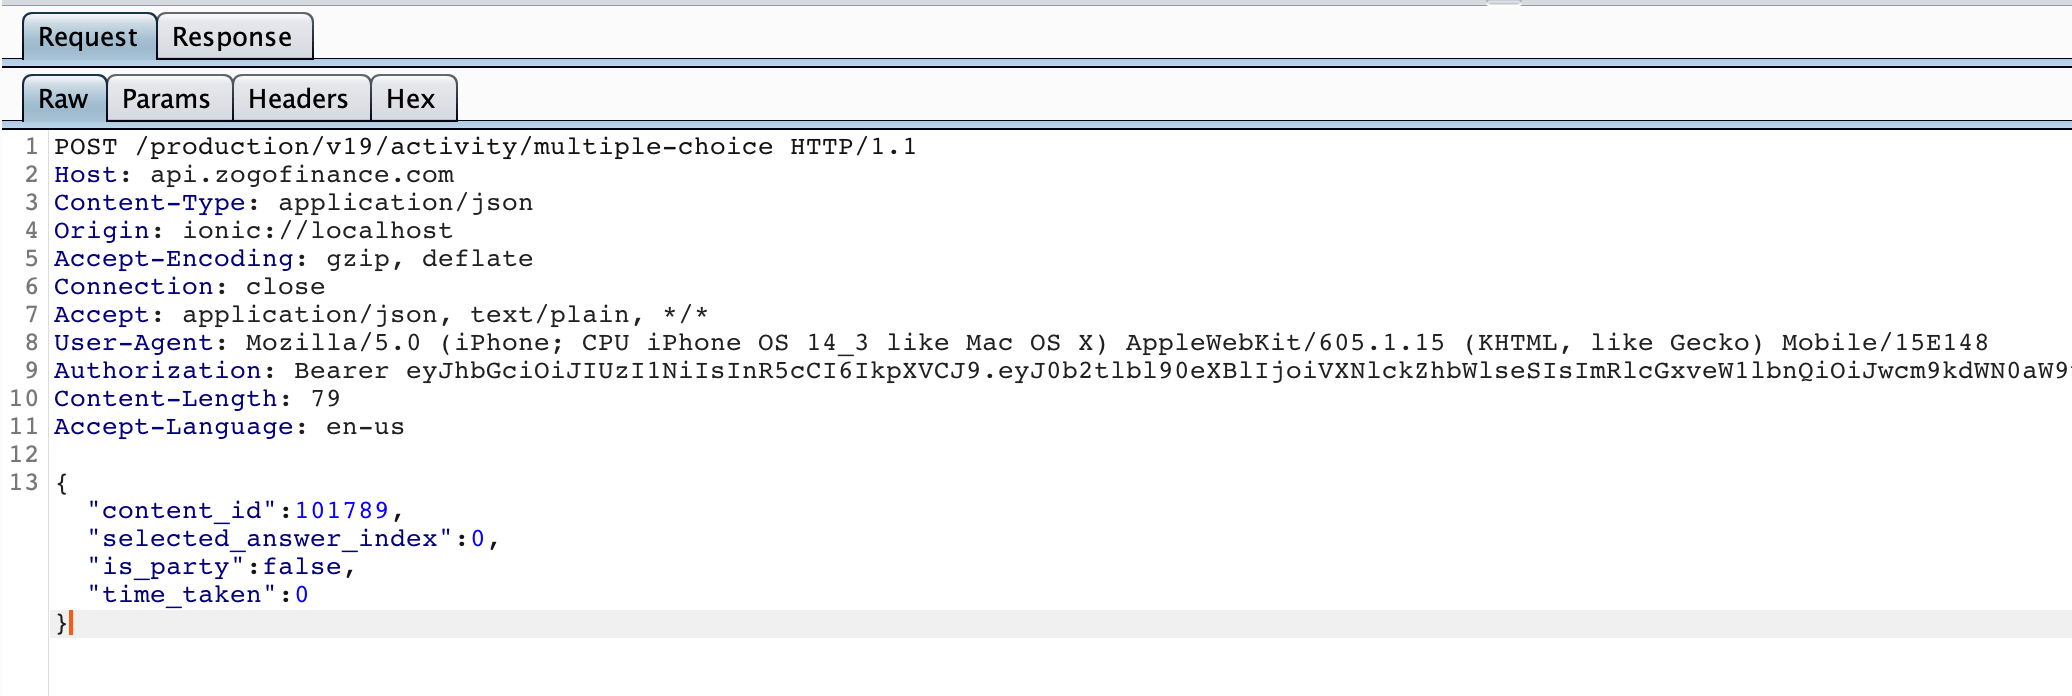 Request Response
Raw Params Headers Hex
1 POST /production/v19/activity/multiple-choice HTTP/1.1
2 Host: api.zogofinance.com
3 Content-Type: application/json
4 Origin: ionic://localhost
5 Accept-Encoding: gzip, deflate
6 Connection: close
7 Accept: application/json, text/plain, */*
8 User-Agent: Mozilla/5.0 (iPhone; CPU iPhone OS 14_3 like Mac OS X) AppleWebKit/605.1.15 (KHTML, like Gecko) Mobile/15E148
9 Authorization: Bearer eyJhbGciOiJIUzI1NiIsInR5cCI6IkpXVCJ9.eyJ0b2tlbl90eXBlIjoiVXNlckZhbWlseSIsImRlcGxveW1lbnQiOiJwcm9kdWN0aW9
10 Content-Length: 79
11 Accept-Language: en-us
12
13 {
"content_id":101789,
"selected_answer_index":0,
"is_party":false,
"time_taken":0
}